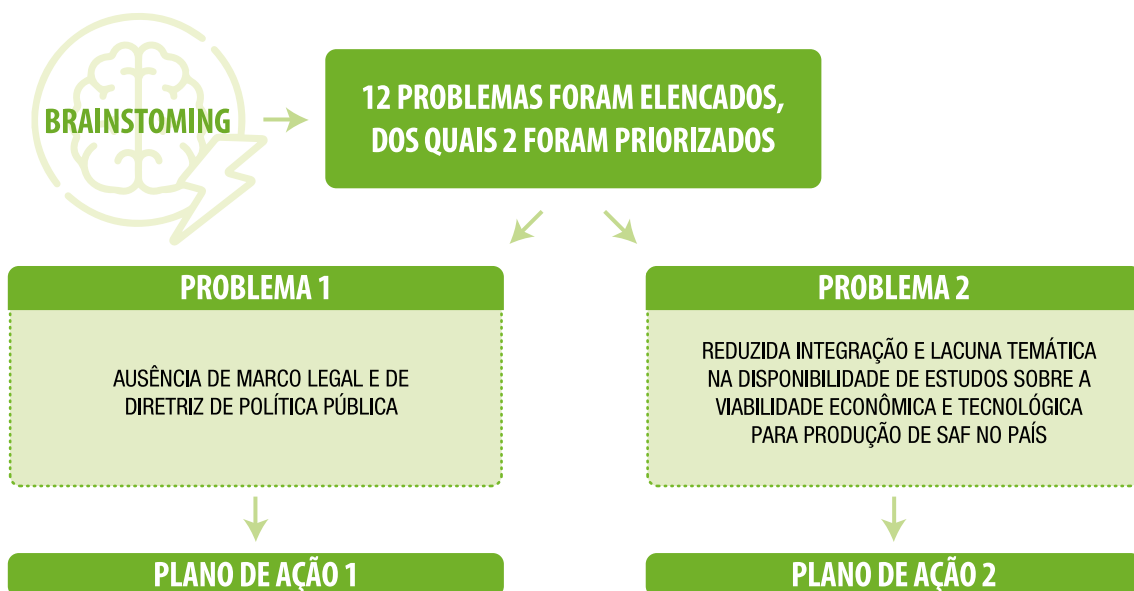 BRAINSTOMING
12 PROBLEMAS FORAM ELENCADOS,
DOS QUAIS 2 FORAM PRIORIZADOS
PROBLEMA 1
AUSÊNCIA DE MARCO LEGAL E DE
DIRETRIZ DE POLÍTICA PÚBLICA
PLANO DE AÇÃO 1
PROBLEMA 2
REDUZIDA INTEGRAÇÃO E LACUNA TEMÁTICA
NA DISPONIBILIDADE DE ESTUDOS SOBRE A
VIABILIDADE ECONÔMICA E TECNOLÓGICA
PARA PRODUÇÃO DE SAF NO PAÍS
PLANO DE AÇÃO 2